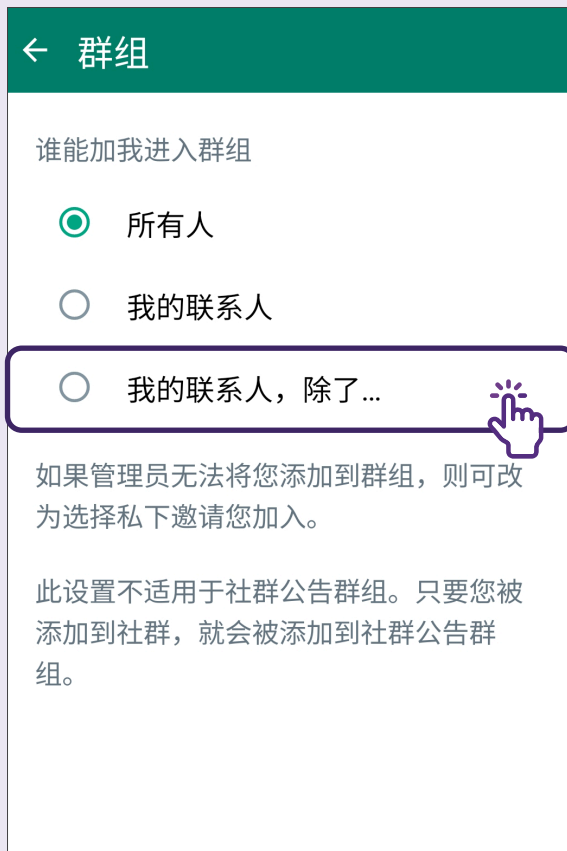 群组
谁能加我进入群组
所有人
我的联系人
我的联系人，除了...
如果管理员无法将您添加到群组，则可改
为选择私下邀请您加入。
此设置不适用于社群公告群组。只要您被
添加到社群，就会被添加到社群公告群
组。